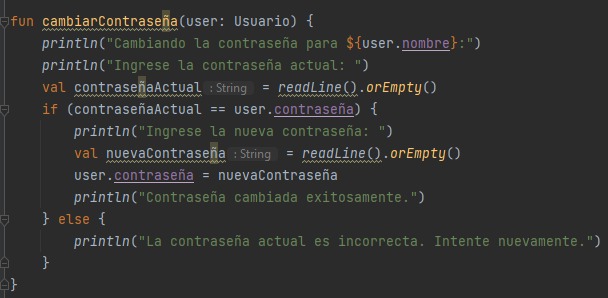 fun cambiarContraseña(user: Usuario) {
    println("Cambiando la contraseña para ${user.nombre}:")
    println("Ingrese la contraseña actual: ")
    val contraseñaActual : String = readLine().orEmpty()
    if (contraseñaActual == user.contraseña) {
        println("Ingrese la nueva contraseña: ")
        val nuevaContraseña : String = readLine().orEmpty()
        user.contraseña = nuevaContraseña
        println("Contraseña cambiada exitosamente.")
    } else {
        println("La contraseña actual es incorrecta. Intente nuevamente.")
    }
}